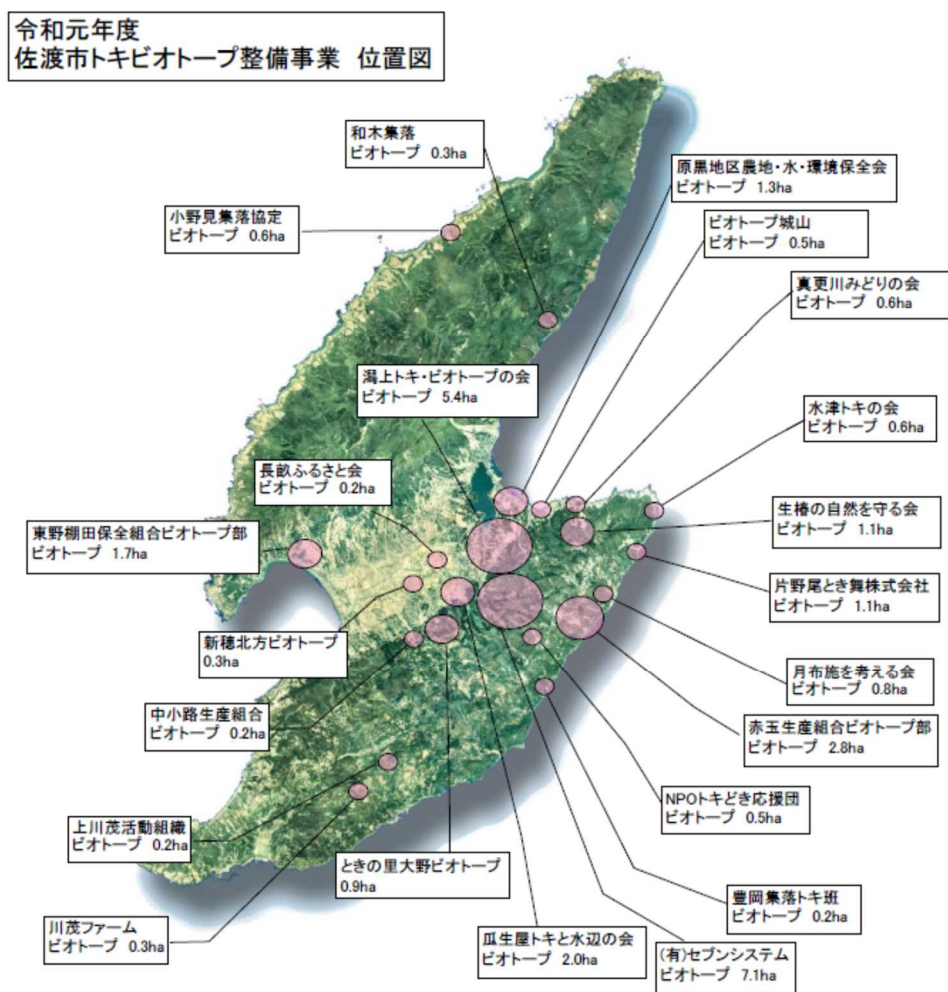 令和元年度
佐渡市トキビオトープ整備事業 位置図
和木集落
ビオトープ 0.3ha
原黒地区農地・水・環境保全会
ビオトープ 1.3ha
小野見集落協定
ビオトープ 0.6ha
ビオトープ城山
ビオトープ 0.5ha
真更川みどりの会
ビオトープ 0.6ha
潟上トキ・ビオトープの会
ビオトープ 5.4ha
水津トキの会
ビオトープ 0.6ha
長畝ふるさと会
ビオトープ 0.2ha
東野棚田保全組合ビオトープ部
ビオトープ 1.7ha
生椿の自然を守る会
ビオトープ 1.1ha
片野尾とき舞株式会社
ビオトープ 1.1ha
新穂北方ビオトープ
0.3ha
月布施を考える会
ビオトープ 0.8ha
中小路生産組合
ビオトープ 0.2ha
赤玉生産組合ビオトープ部
ビオトープ 2.8ha
NPOトキどき応援団
ビオトープ 0.5ha
上川茂活動組織
ビオトープ 0.2ha
ときの里大野ビオトープ
0.9ha
豊岡集落トキ班
ビオトープ 0.2ha
川茂ファーム
ビオトープ 0.3ha
瓜生屋トキと水辺の会
ビオトープ 2.0ha
(有)セブンシステム
ビオトープ 7.1ha